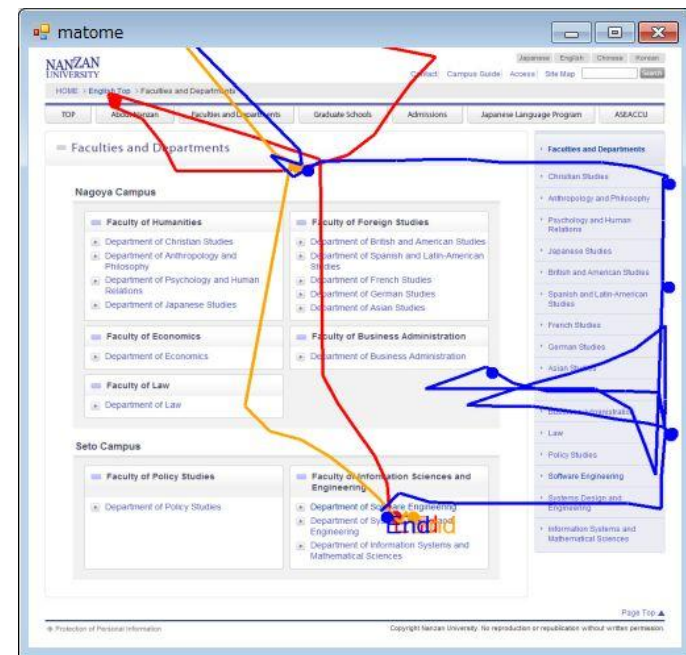 matome
NANZAN
UNIVERSITY
Japanese English Chinese Korean
Contact Campus Guide Access Site Map Search
HOME > English Top > Faculties and Departments
TOP About Nanzan Faculties and Departments Graduate Schools Admissions Japanese Language Program ASEACCU
Faculties and Departments
Nagoya Campus
Faculty of Humanities
Department of Christian Studies
Department of Anthropology and
Philosophy
Department of Psychology and Human
Relations
Department of Japanese Studies
Faculty of Foreign Studies
Department of British and American Studies
Department of Spanish and Latin-American
Studies
Department of French Studies
Department of German Studies
Department of Asian Studies
Faculty of Economics
Department of Economics
Faculty of Business Administration
Department of Business Administration
Faculty of Law
Department of Law
Seto Campus
Faculty of Policy Studies
Department of Policy Studies
Faculty of Information Sciences and
Engineering
Department of Software Engineering
Department of Systems and
Engineering
Department of Information Systems and
Mathematical Sciences
End
Faculties and Departments
Christian Studies
Anthropology and Philosophy
Psychology and Human
Relations
Japanese Studies
British and American Studies
Spanish and Latin-American
Studies
French Studies
German Studies
Asian Studies
Business Administration
Law
Policy Studies
Software Engineering
Systems Design and
Engineering
Information Systems and
Mathematical Sciences
Page Top
Protection of Personal Information
Copyright Nanzan University. No reproduction or republication without written permission.